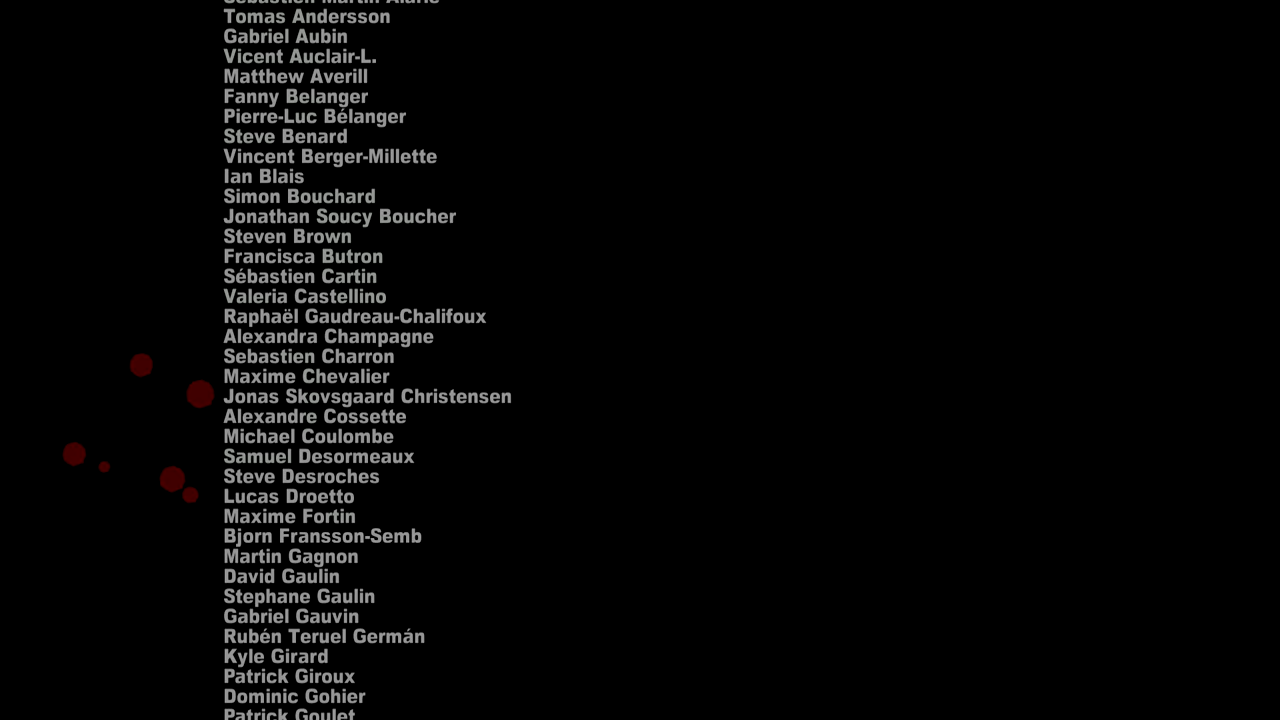 Tomas Andersson
Gabriel Aubin
Vicent Auclair-L.
Matthew Averill
Fanny Belanger
Pierre-Luc Bélanger
Steve Benard
Vincent Berger-Millette
Ian Blais
Simon Bouchard
Jonathan Soucy Boucher
Steven Brown
Francisca Butron
Sébastien Cartin
Valeria Castellino
Raphaël Gaudreau-Chalifoux
Alexandra Champagne
Sebastien Charron
Maxime Chevalier
Jonas Skovsgaard Christensen
Alexandre Cossette
Michael Coulombe
Samuel Desormeaux
Steve Desroches
Lucas Droetto
Maxime Fortin
Bjorn Fransson-Semb
Martin Gagnon
David Gaulin
Stephane Gaulin
Gabriel Gauvin
Rubén Teruel Germán
Kyle Girard
Patrick Giroux
Dominic Gohier
Patrick Goulet